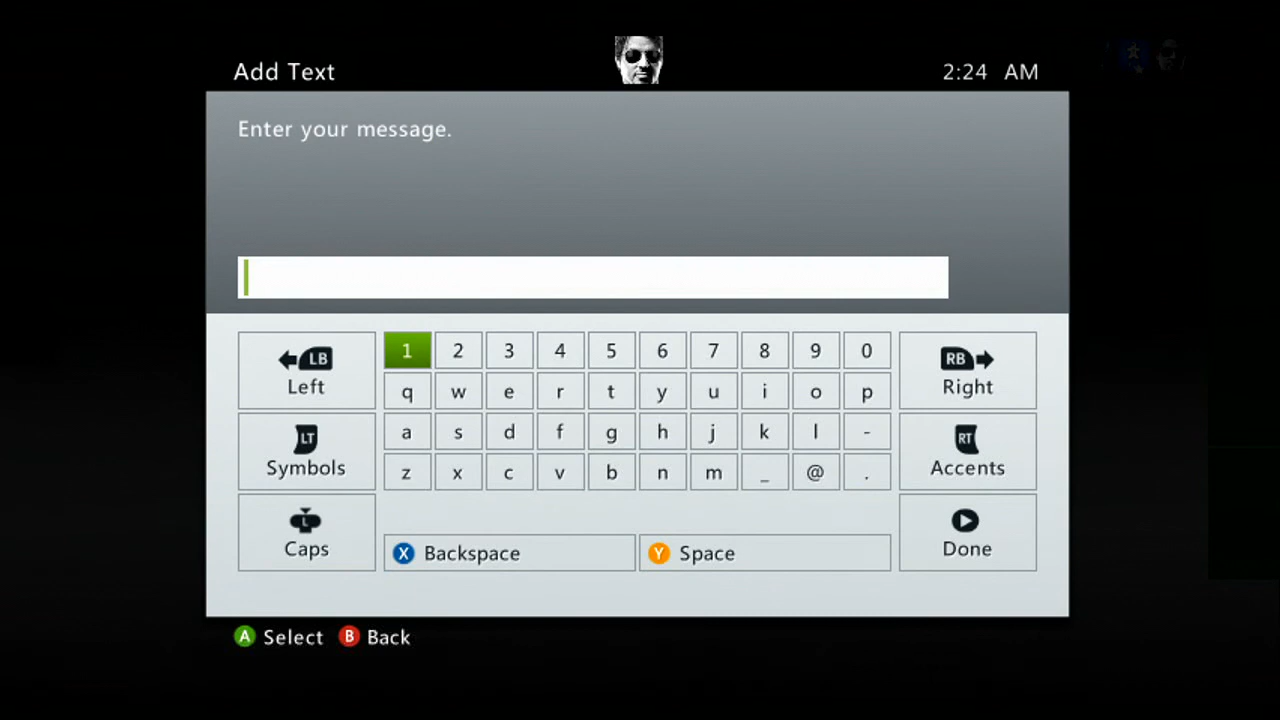 Add Text
2:24 AM
Enter your message.
LB
Left
1 2 3 4 5 6 7 8 9 0
RB
Right
q w e r t y u i o p
LT
Symbols
a s d f g h j k l -
RT
Accents
z x c v b n m _ @ .
L
Caps
X Backspace
Y Space
Done
A Select B Back